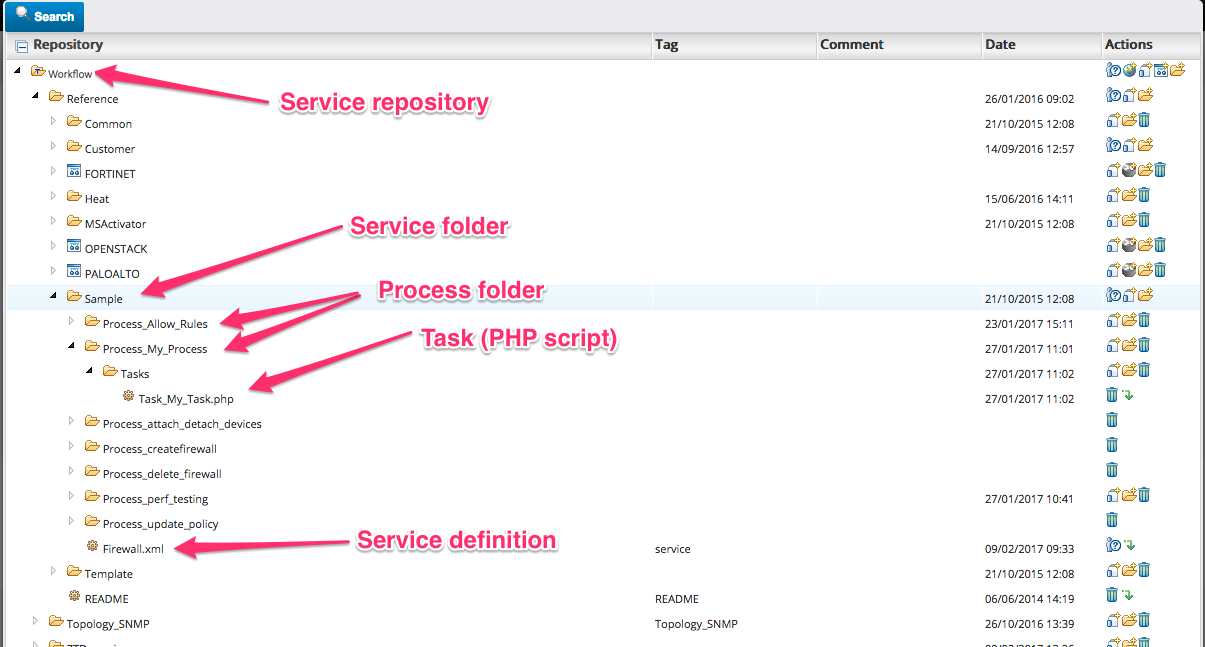 Search
Repository Tag Comment Date Actions
Workflow
Service repository
Reference 26/01/2016 09:02
Common 21/10/2015 12:08
Customer 14/09/2016 12:57
FORTINET
Heat 15/06/2016 14:11
MSActivator 21/10/2015 12:08
Service folder
OPENSTACK
PALOALTO
Process folder
Sample 21/10/2015 12:08
Process_Allow_Rules 23/01/2017 15:11
Task (PHP script)
Process_My_Process 27/01/2017 11:01
Tasks 27/01/2017 11:02
Task_My_Task.php 27/01/2017 11:02
Process_attach_detach_devices
Process_createfirewall
Process_delete_firewall
Process_perf_testing 27/01/2017 10:41
Process_update_policy
Service definition
Firewall.xml service 09/02/2017 09:33
Template 21/10/2015 12:08
README README 06/06/2014 14:19
Topology_SNMP Topology_SNMP 26/10/2016 13:39